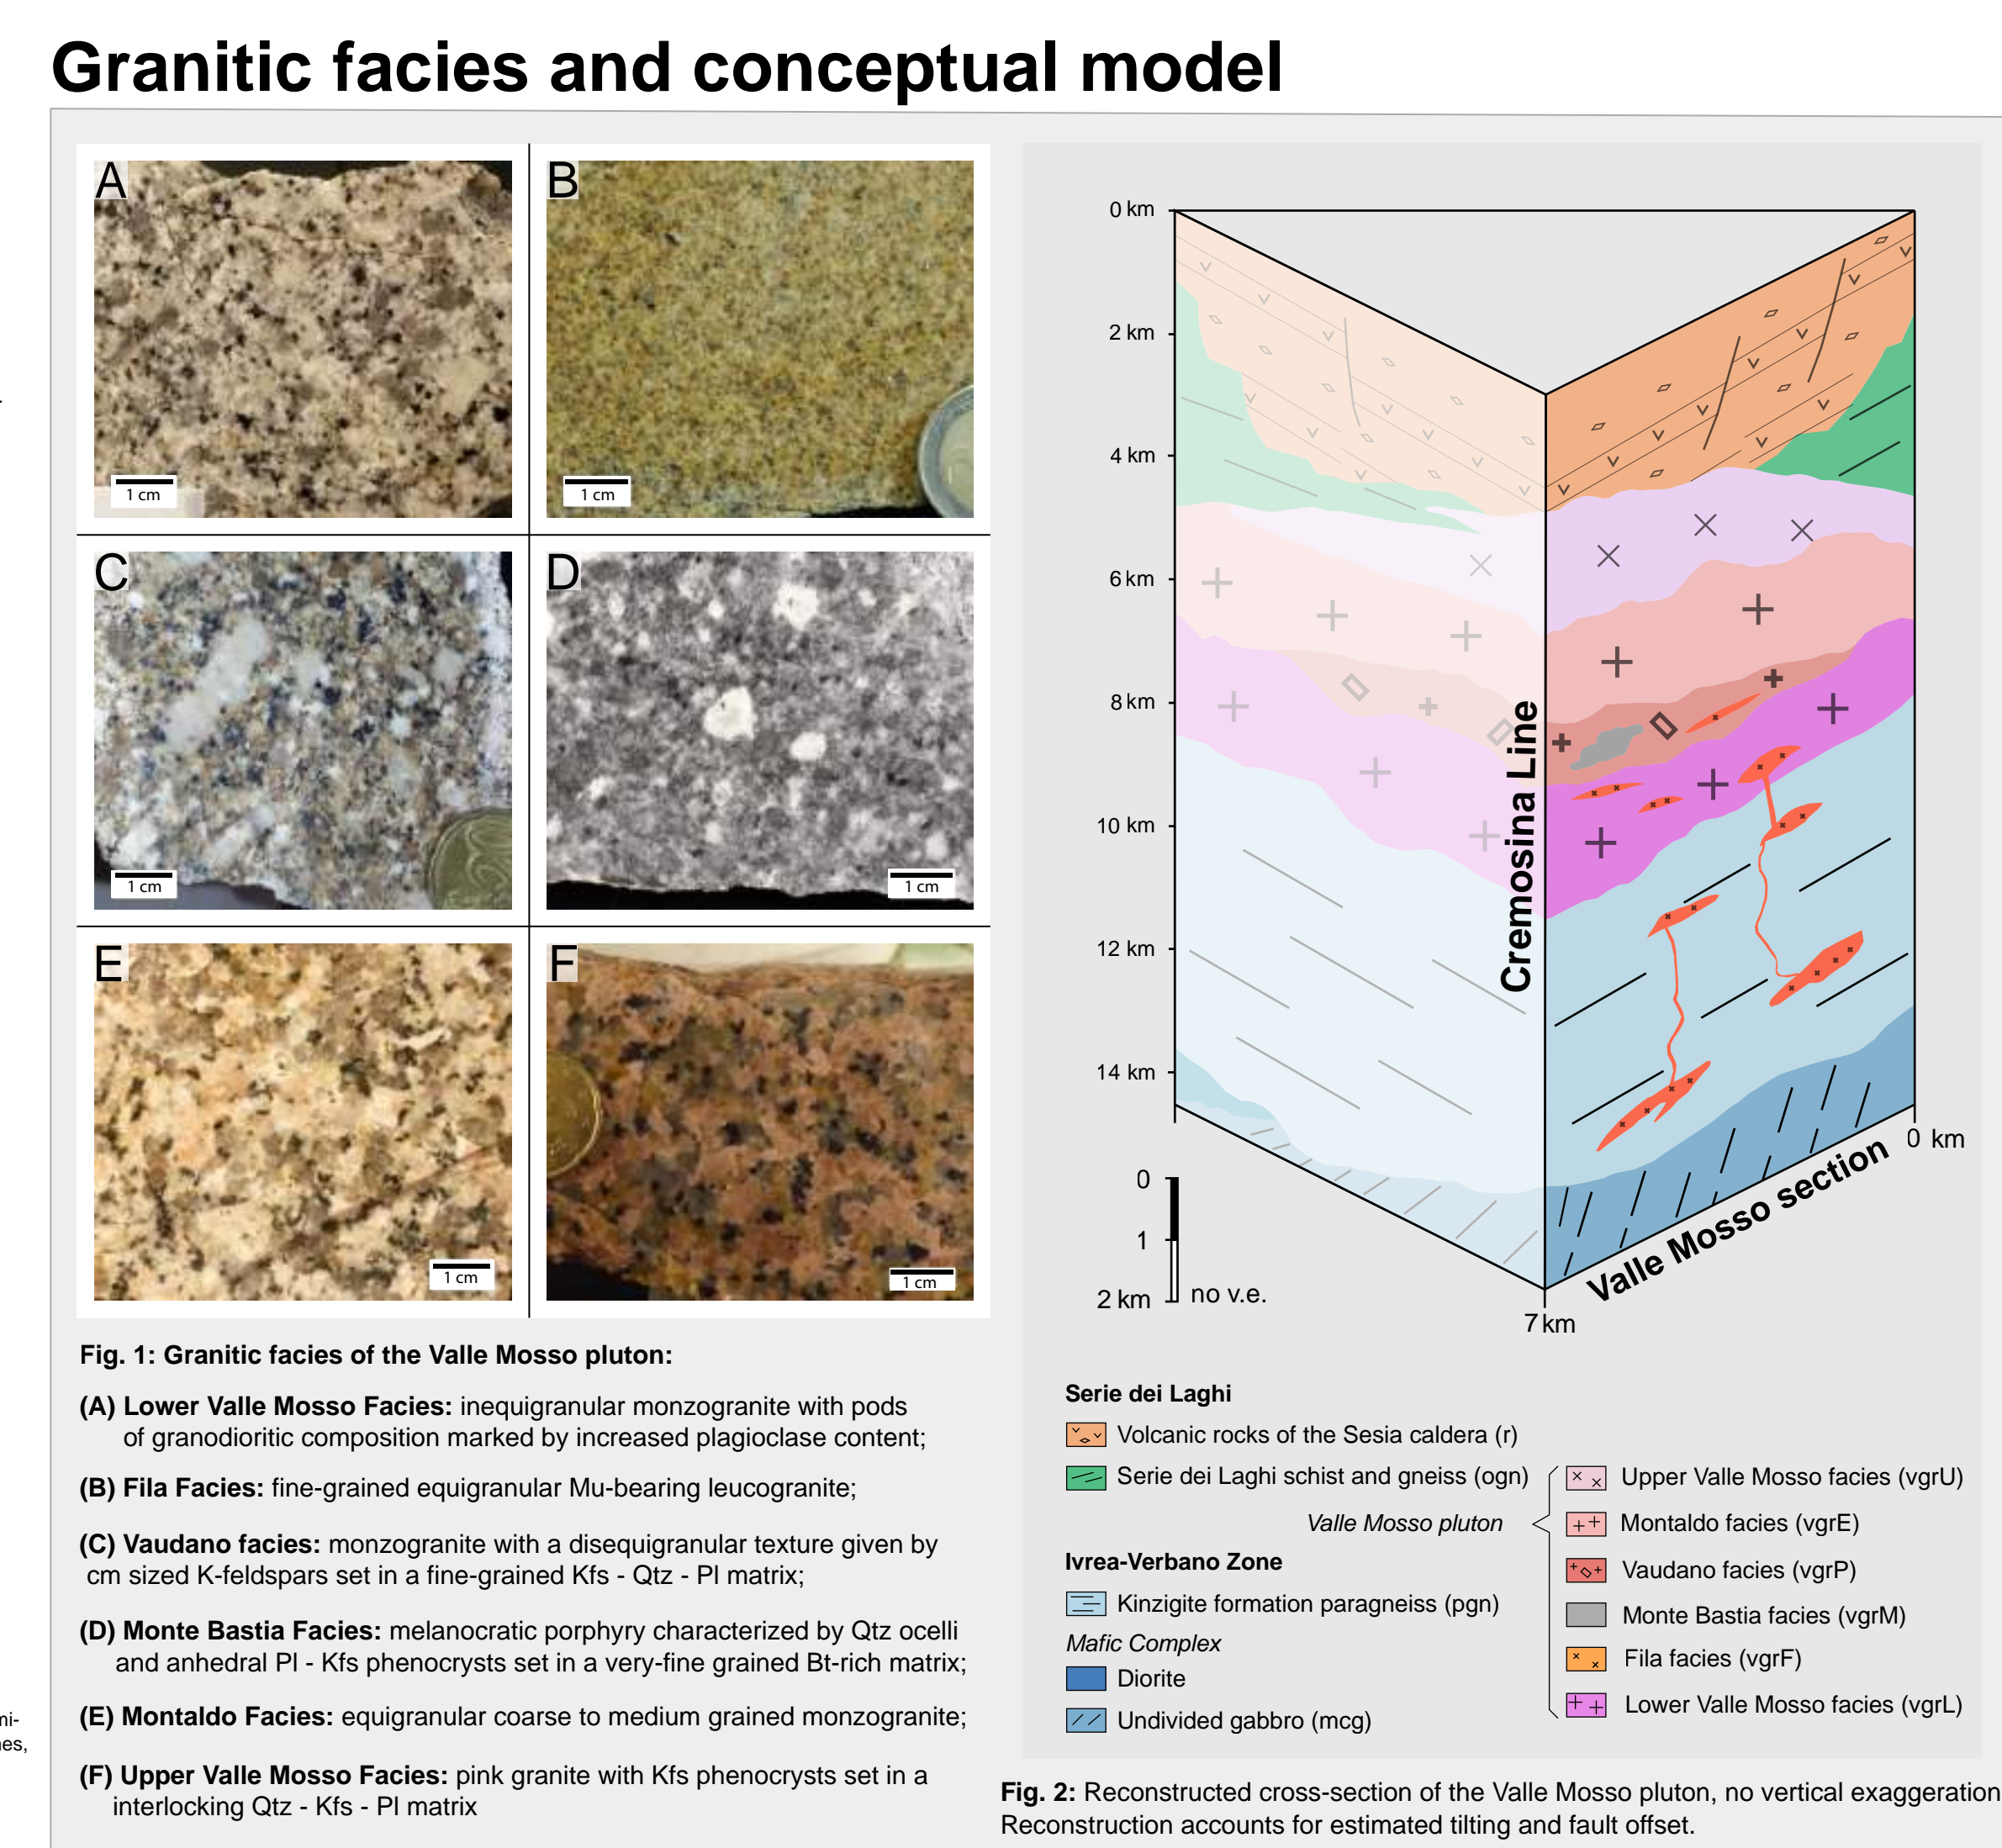 Granitic facies and conceptual model
A
B
1 cm
1 cm
C
D
1 cm
1 cm
E
F
1 cm
1 cm
Fig. 1: Granitic facies of the Valle Mosso pluton:
(A) Lower Valle Mosso Facies: inequigranular monzogranite with pods
of granodioritic composition marked by increased plagioclase content;
(B) Fila Facies: fine-grained equigranular Mu-bearing leucogranite;
(C) Vaudano facies: monzogranite with a disequigranular texture given by
cm sized K-feldspars set in a fine-grained Kfs - Qtz - Pl matrix;
(D) Monte Bastia Facies: melanocratic porphyry characterized by Qtz ocelli
and anhedral Pl - Kfs phenocrysts set in a very-fine grained Bt-rich matrix;
(E) Montaldo Facies: equigranular coarse to medium grained monzogranite;
(F) Upper Valle Mosso Facies: pink granite with Kfs phenocrysts set in a
interlocking Qtz - Kfs - Pl matrix
0 km
2 km
4 km
6 km
8 km
10 km
12 km
14 km
Cremosina Line
Valle Mosso section
0 km
7 km
0
1
2 km
no v.e.
Serie dei Laghi
Volcanic rocks of the Sesia caldera (r)
Serie dei Laghi schist and gneiss (ogn)
Valle Mosso pluton
Ivrea-Verbano Zone
Kinzigite formation paragneiss (pgn)
Mafic Complex
Diorite
Undivided gabbro (mcg)
Upper Valle Mosso facies (vgrU)
Montaldo facies (vgrE)
Vaudano facies (vgrP)
Monte Bastia facies (vgrM)
Fila facies (vgrF)
Lower Valle Mosso facies (vgrL)
Fig. 2: Reconstructed cross-section of the Valle Mosso pluton, no vertical exaggeration
Reconstruction accounts for estimated tilting and fault offset.